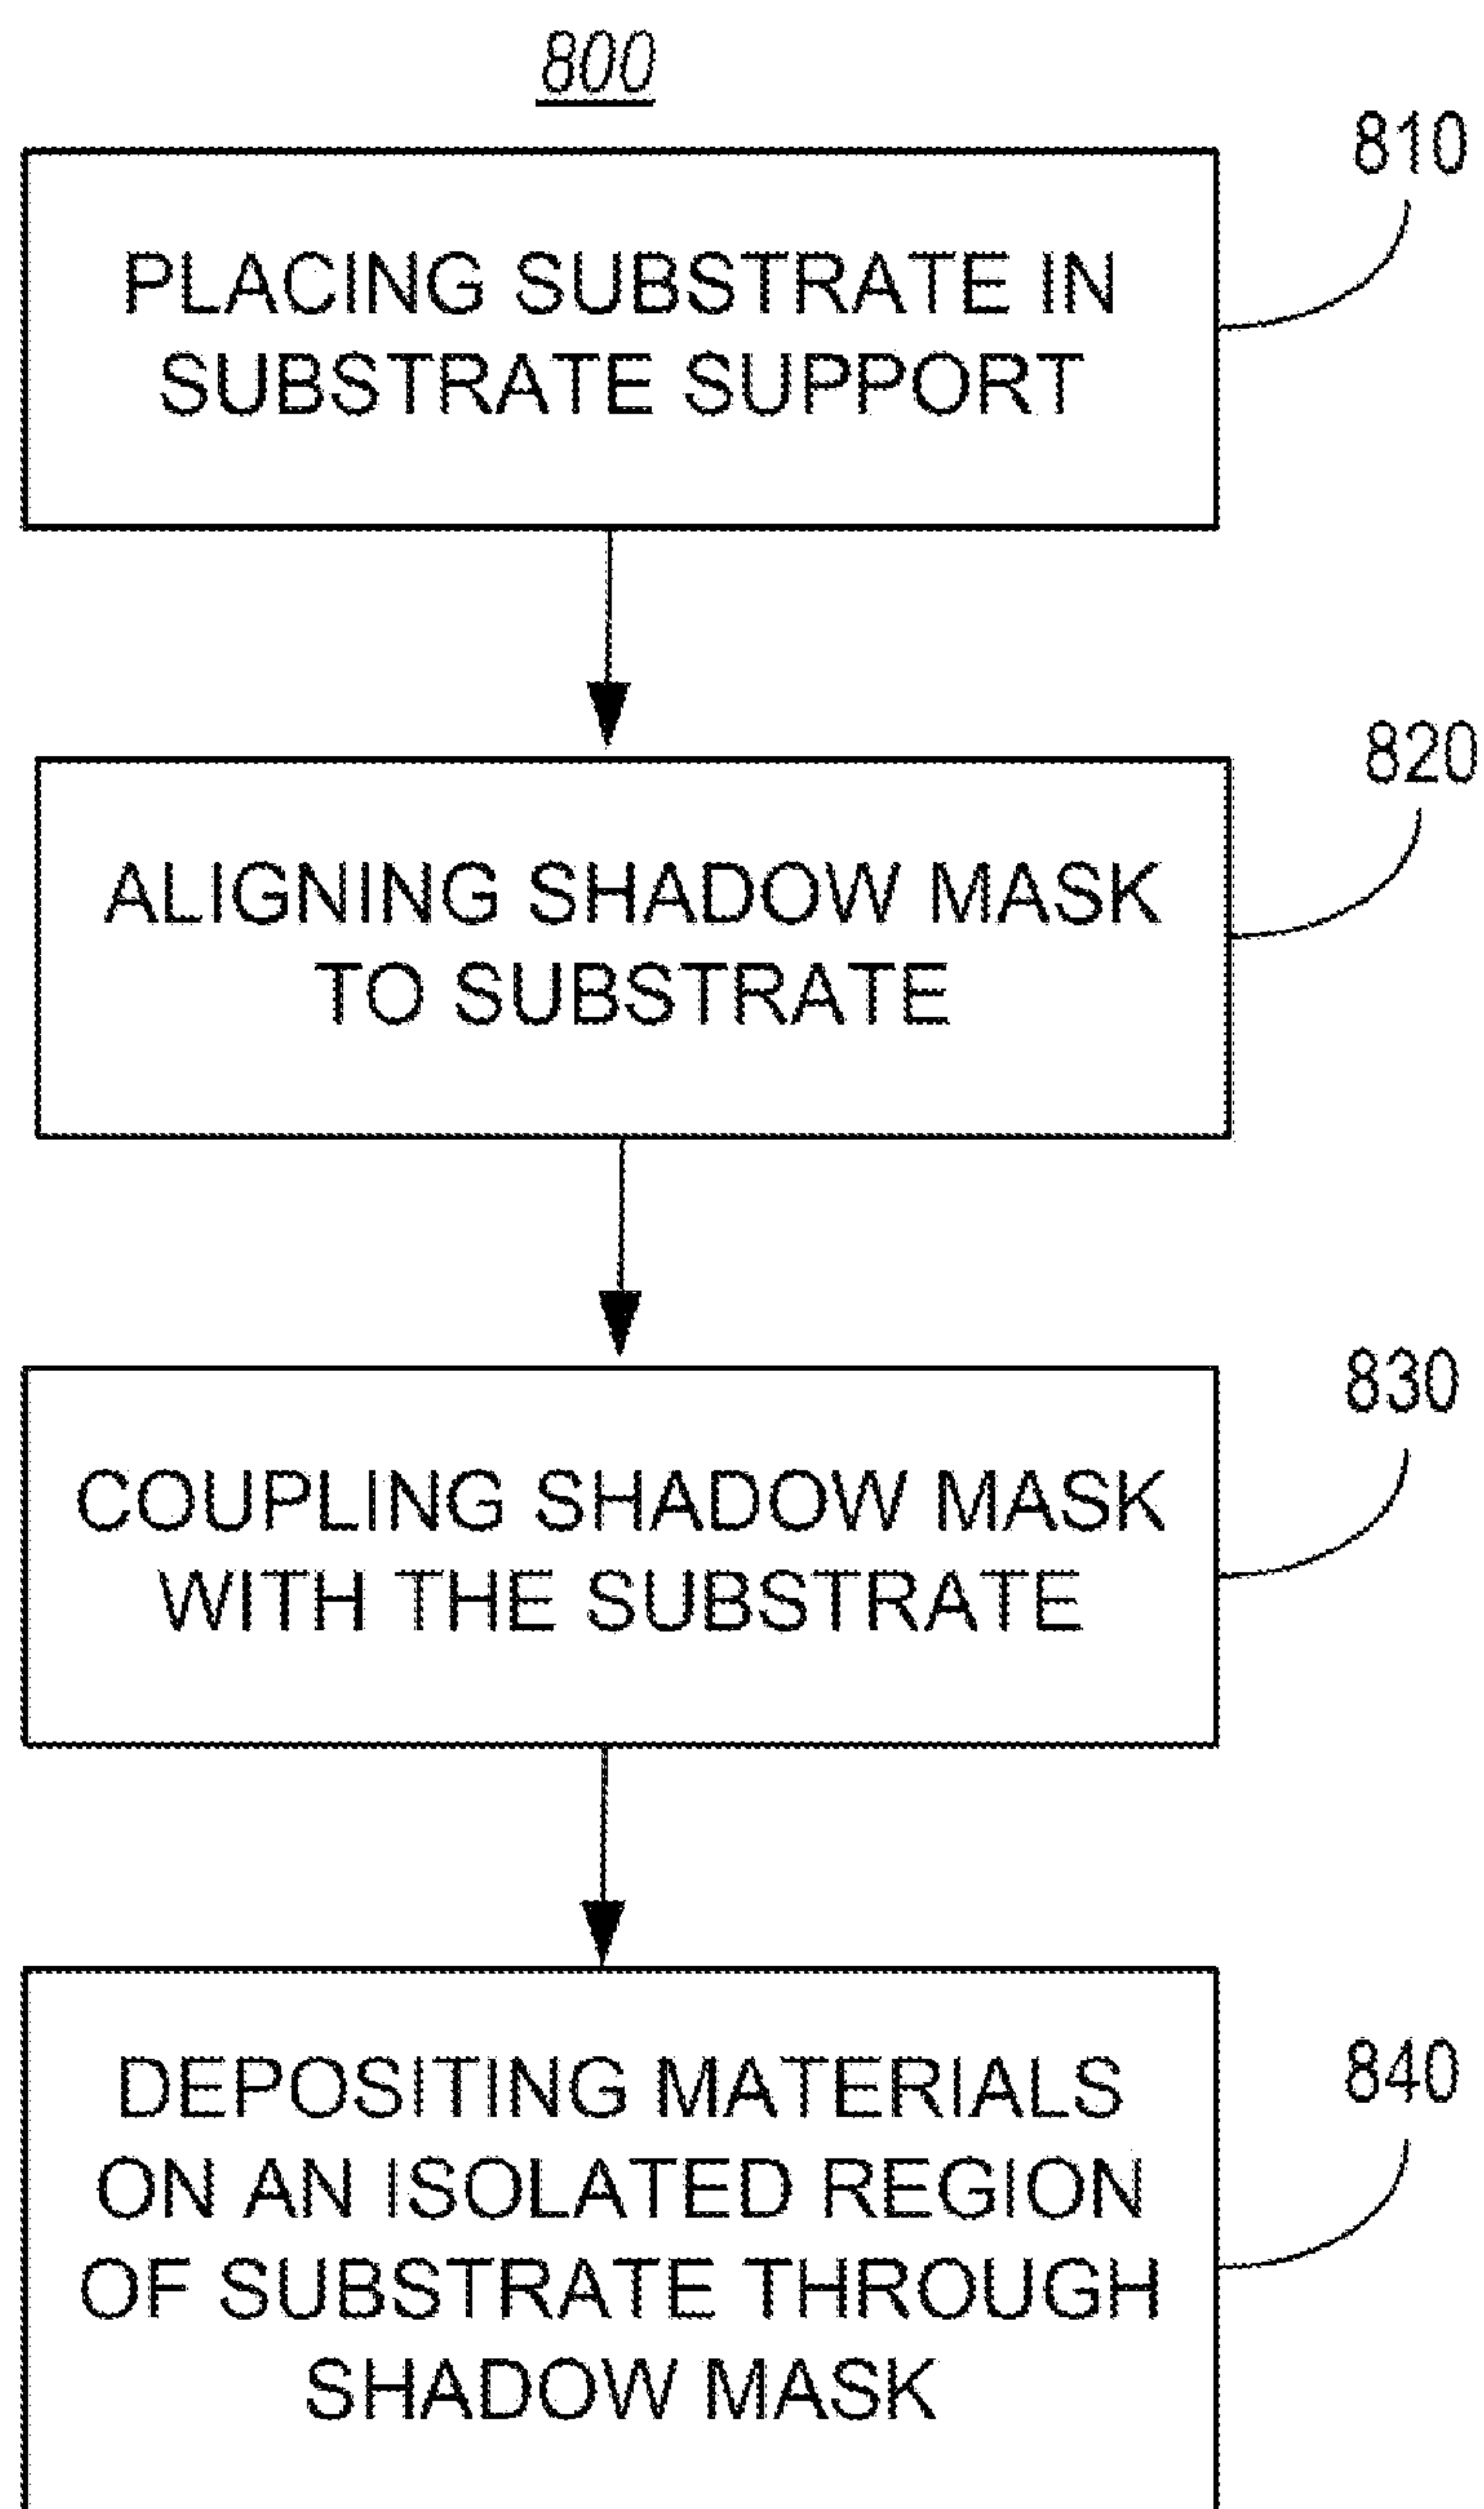 800
810
PLACING SUBSTRATE IN
SUBSTRATE SUPPORT
820
ALIGNING SHADOW MASK
TO SUBSTRATE
830
COUPLING SHADOW MASK
WITH THE SUBSTRATE
840
DEPOSITING MATERIALS
ON AN ISOLATED REGION
OF SUBSTRATE THROUGH
SHADOW MASK